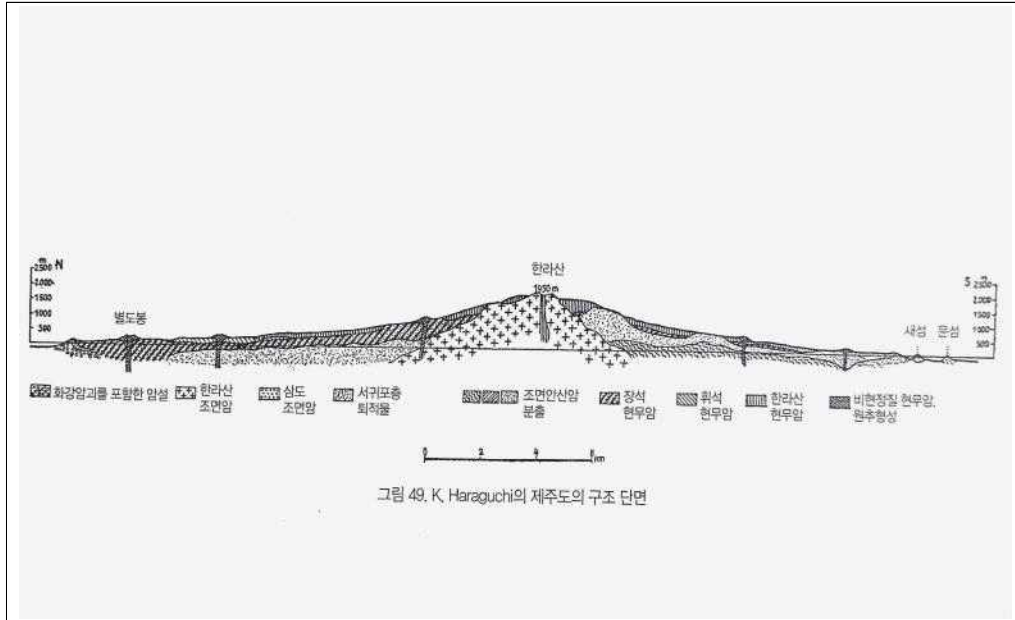 한라산
1950 m
m N
2500
2000
1500
1000
500
별도봉
S m
2500
2000
1500
1000
500
새섬 문섬
화강암괴를 포함한 암설
한라산
조면암
삼도
조면암
서귀포층
퇴적물
조면안산암
분출
장석
현무암
휘석
현무암
한라산
현무암
비현정질 현무암,
원추형성
0 2 4 8 km
그림 49. K. Haraguchi의 제주도의 구조 단면